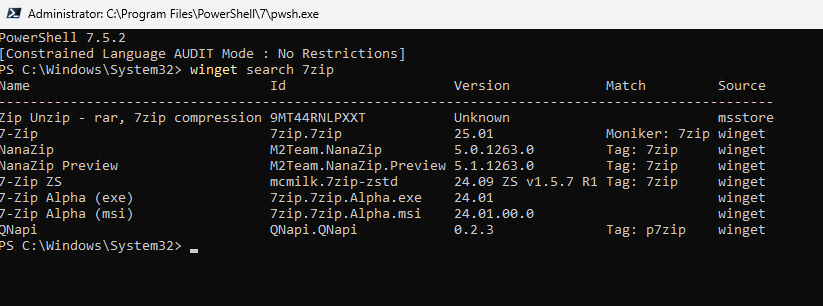 Administrator: C:\Program Files\PowerShell\7\pwsh.exe
PowerShell 7.5.2
[Constrained Language AUDIT Mode : No Restrictions]
PS C:\Windows\System32> winget search 7zip
Name Id Version Match Source
--------------------------------------------------------------------------------------------------
Zip Unzip - rar, 7zip compression 9MT44RNLPXXT Unknown msstore
7-Zip 7zip.7zip 25.01 Moniker: 7zip winget
NanaZip M2Team.NanaZip 5.0.1263.0 Tag: 7zip winget
NanaZip Preview M2Team.NanaZip.Preview 5.1.1263.0 Tag: 7zip winget
7-Zip ZS mcmilk.7zip-zstd 24.09 ZS v1.5.7 R1 Tag: 7zip winget
7-Zip Alpha (exe) 7zip.7zip.Alpha.exe 24.01 winget
7-Zip Alpha (msi) 7zip.7zip.Alpha.msi 24.01.00.0 winget
QNapi QNapi.QNapi 0.2.3 Tag: p7zip winget
PS C:\Windows\System32> _